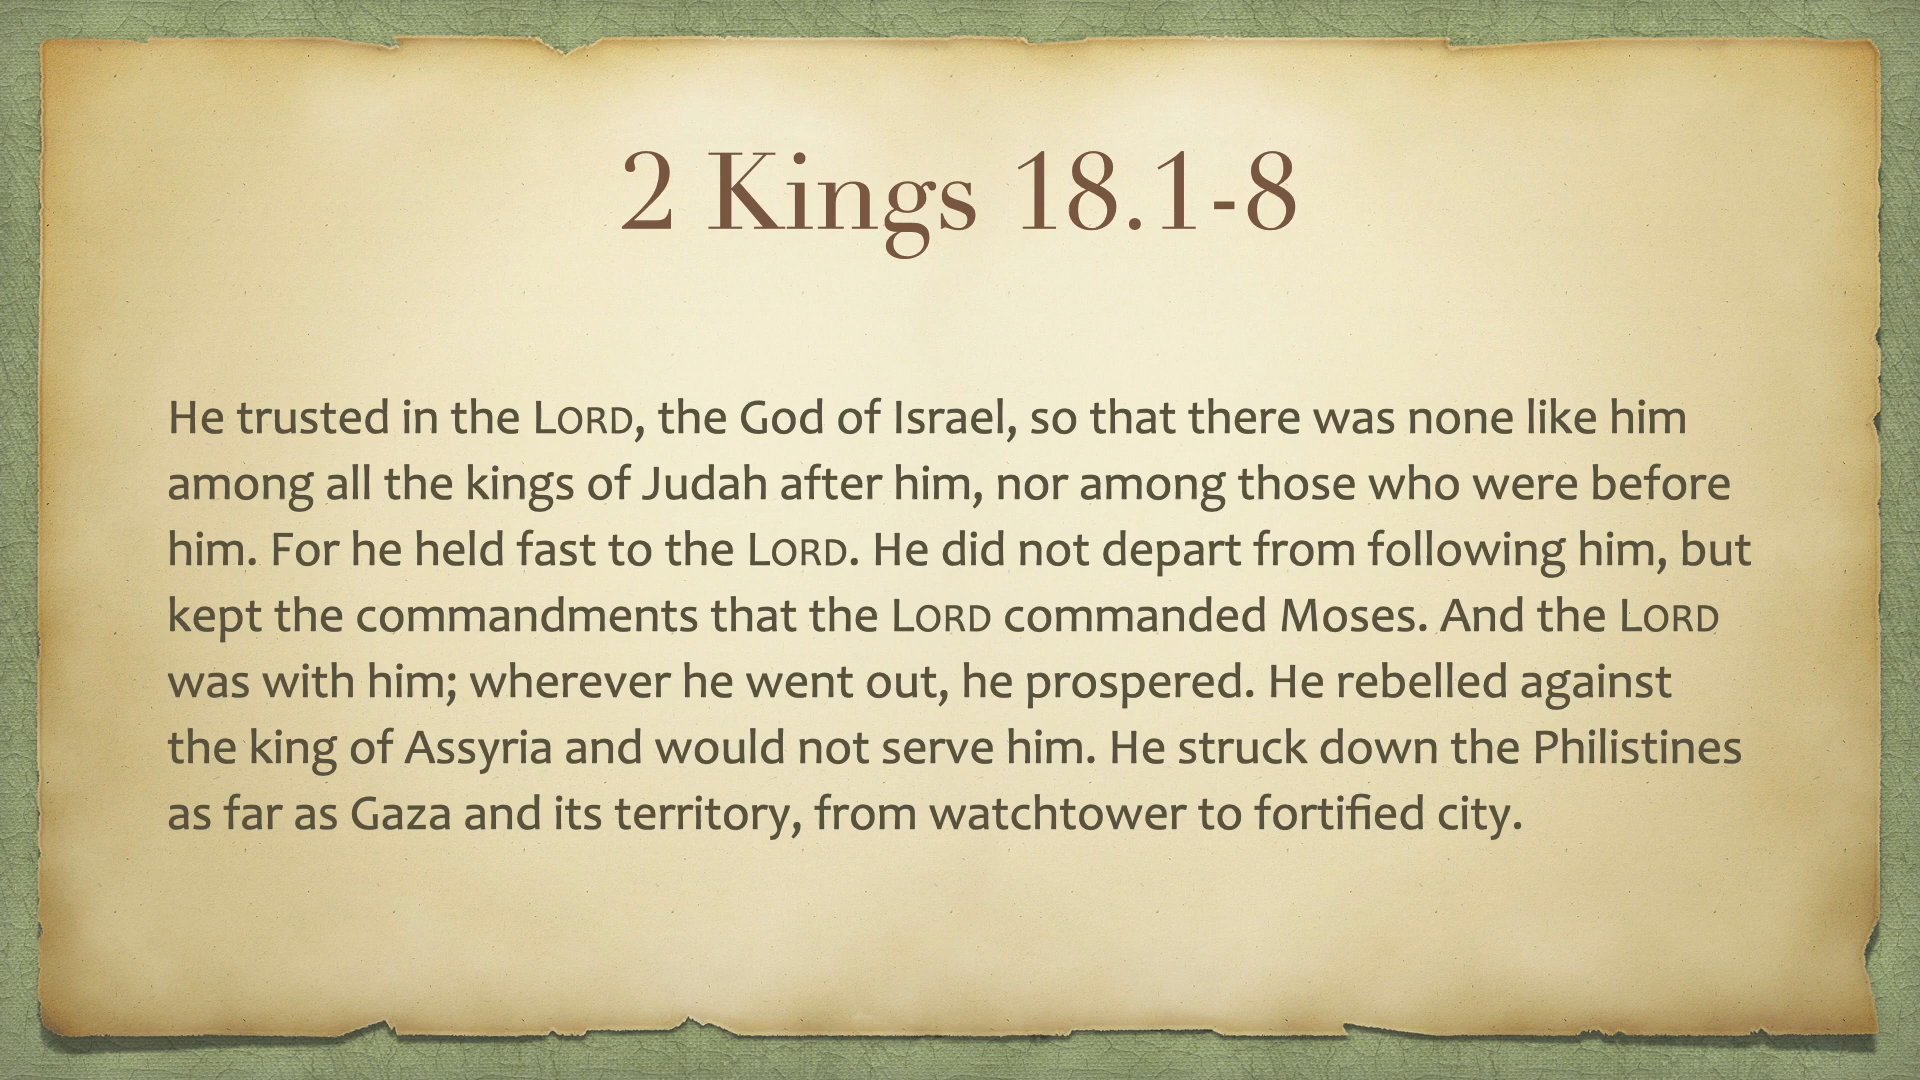 2 Kings 18.1-8
He trusted in the LORD, the God of Israel, so that there was none like him
among all the kings of Judah after him, nor among those who were before
him. For he held fast to the LORD. He did not depart from following him, but
kept the commandments that the LORD commanded Moses. And the LORD
was with him; wherever he went out, he prospered. He rebelled against
the king of Assyria and would not serve him. He struck down the Philistines
as far as Gaza and its territory, from watchtower to fortified city.